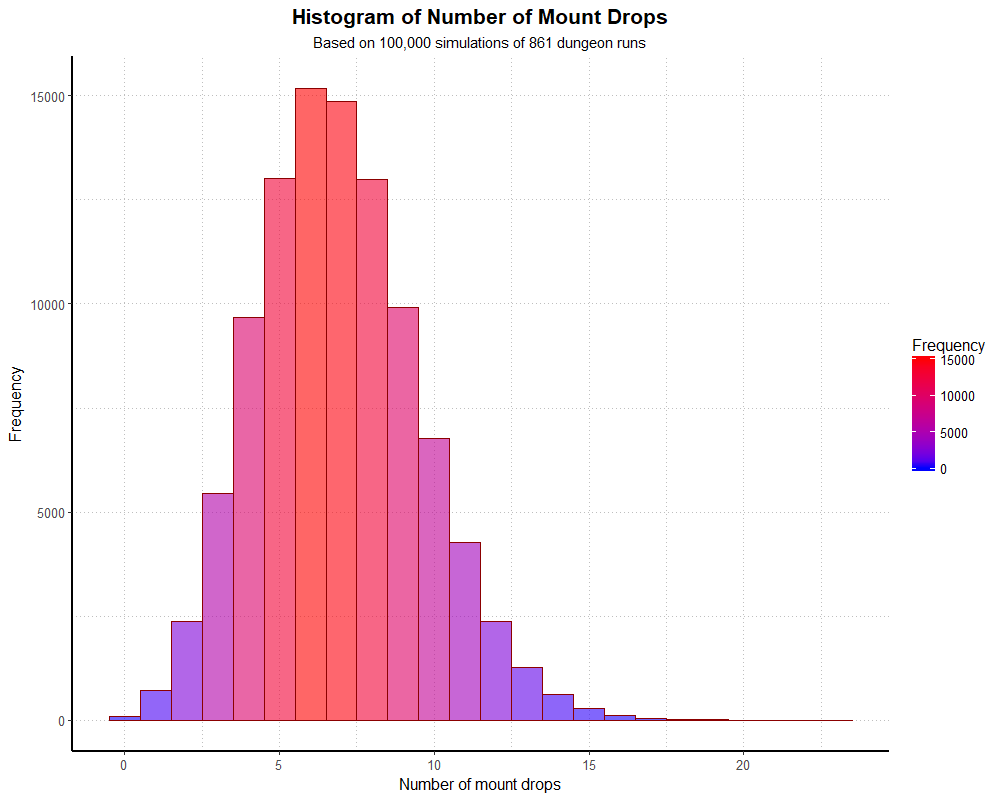 Histogram of Number of Mount Drops
Based on 100,000 simulations of 861 dungeon runs
Frequency
15000
10000
5000
0
0 5 10 15 20
Number of mount drops
Frequency
15000
10000
5000
0